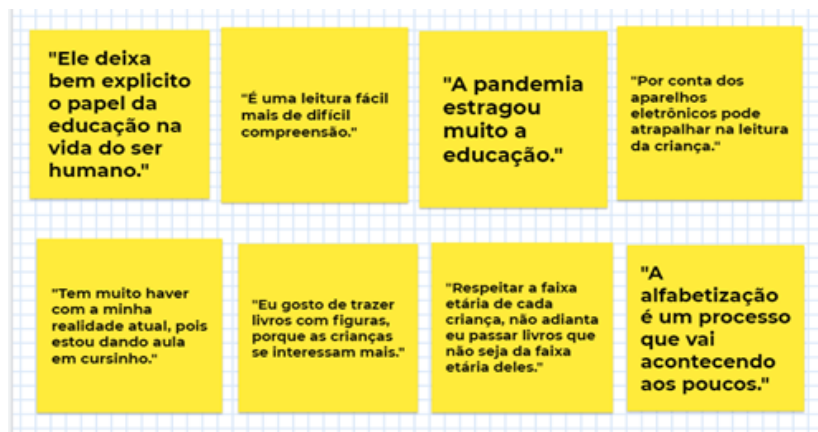 "Ele deixa
bem explicito
o papel da
educação na
vida do ser
humano."
"É uma leitura fácil
mais de difícil
compreensão."
"A pandemia
estragou
muito a
educação."
"Por conta dos
aparelhos
eletrônicos pode
atrapalhar na leitura
da criança."
"Tem muito haver
com a minha
realidade atual, pois
estou dando aula
em cursinho."
"Eu gosto de trazer
livros com figuras,
porque as crianças
se interessam mais."
"Respeitar a faixa
etária de cada
criança, não adianta
eu passar livros que
não seja da faixa
etária deles."
"A
alfabetização
é um processo
que vai
acontecendo
aos poucos."